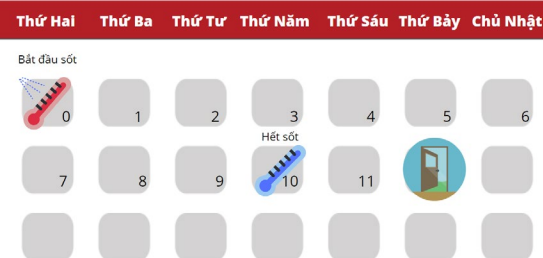 Thứ Hai Thứ Ba Thứ Tư Thứ Năm Thứ Sáu Thứ Bảy Chủ Nhật
Bắt đầu sốt
0 1 2 3 4 5 6
Hết sốt
7 8 9 10 11